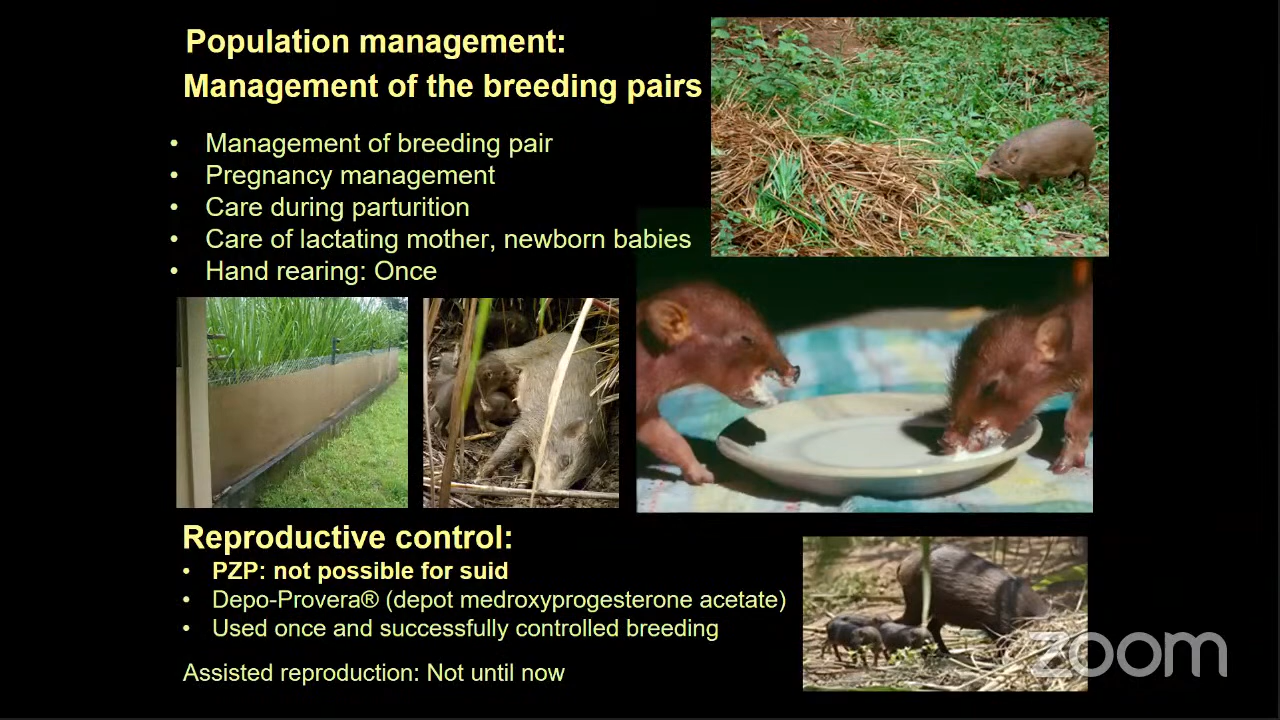 Population management:
Management of the breeding pairs
• Management of breeding pair
• Pregnancy management
• Care during parturition
• Care of lactating mother, newborn babies
• Hand rearing: Once
Reproductive control:
• PZP: not possible for suid
• Depo-Provera® (depot medroxyprogesterone acetate)
• Used once and successfully controlled breeding
Assisted reproduction: Not until now
zoom